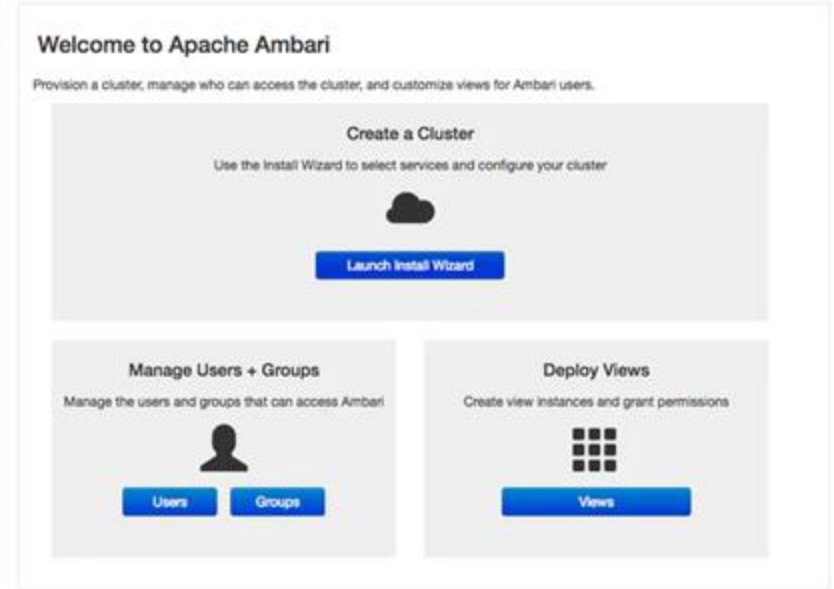 Welcome to Apache Ambari
Provision a cluster, manage who can access the cluster, and customize views for Ambari users.
Create a Cluster
Use the Install Wizard to select services and configure your cluster
Launch Install Wizard
Manage Users + Groups
Manage the users and groups that can access Ambari
Users
Groups
Deploy Views
Create view instances and grant permissions
Views